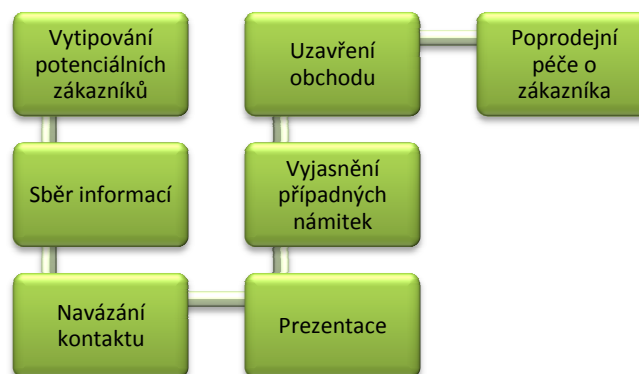 Vytipování
potenciálních
zákazníků
Sběr informací
Navázání
kontaktu
Prezentace
Vyjasnění
případných
námitek
Uzavření
obchodu
Poprodejní
péče o
zákazníka